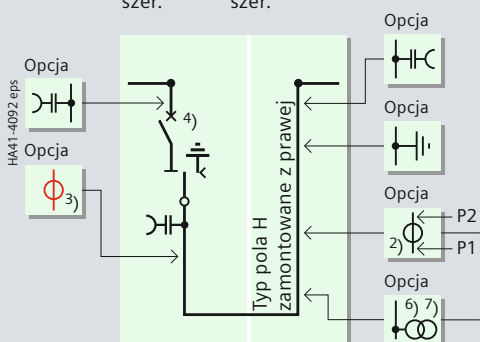 szer. szer.
Opcja
HA41-4092 eps
4)
Opcja
3)
Typ pola H
zamontowane z prawej
Opcja
Opcja
Opcja
P2
2)
P1
Opcja
6) 7)